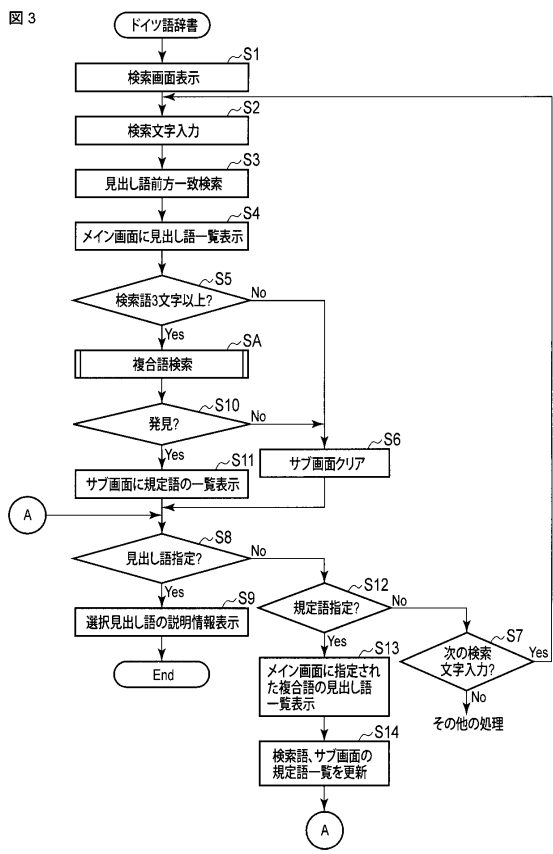 図 3
ドイツ語辞書
S1
検索画面表示
S2
検索文字入力
S3
見出し語前方一致検索
S4
メイン画面に見出し語一覧表示
S5
検索語3文字以上?
No
Yes
SA
複合語検索
S10
発見?
No
Yes
S6
サブ画面クリア
S11
サブ画面に規定語の一覧表示
A
S8
見出し語指定?
No
Yes
S9
選択見出し語の説明情報表示
End
S12
規定語指定?
No
Yes
S7
次の検索
文字入力?
Yes
No
その他の処理
S13
メイン画面に指定され
た複合語の見出し語
一覧表示
S14
検索語、サブ画面の
規定語一覧を更新
A